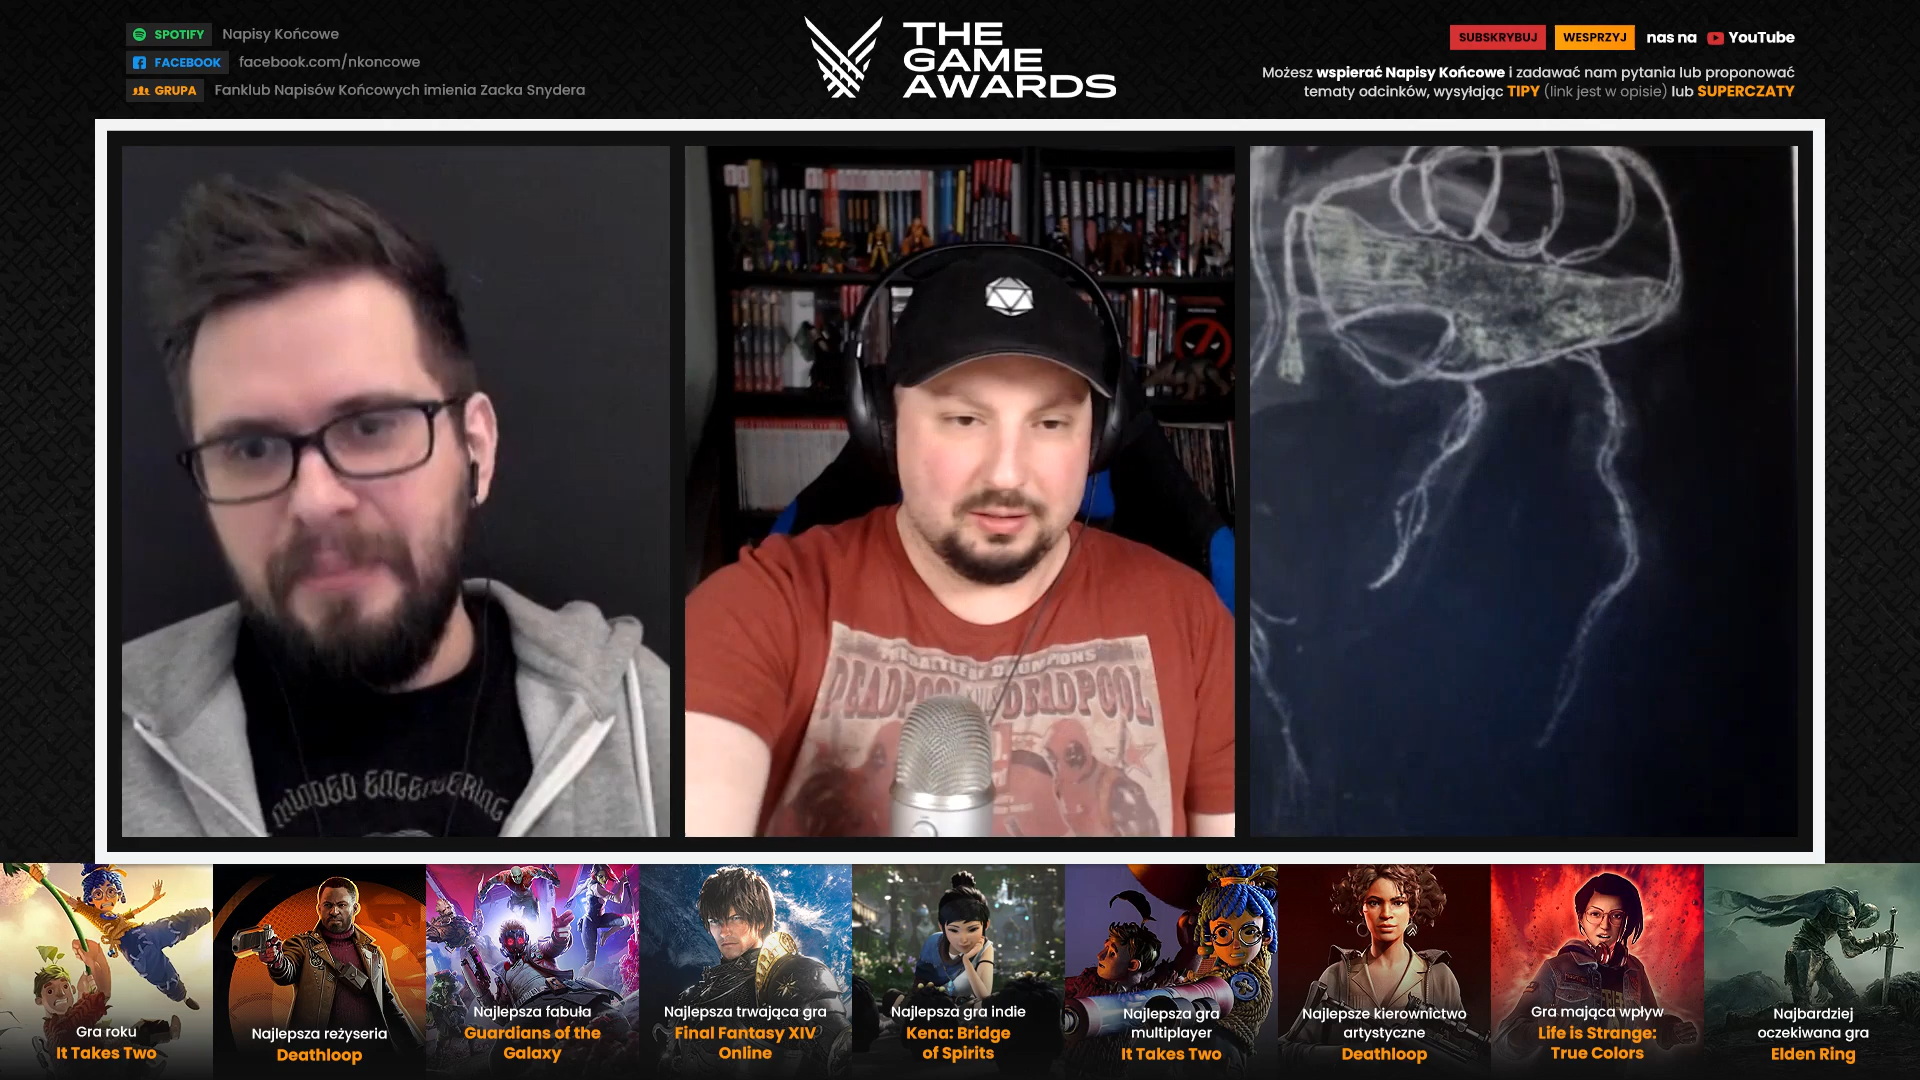 SPOTIFY Napisy Końcowe
FACEBOOK facebook.com/nkoncowe
GRUPA Fanklub Napisów Końcowych imienia Zacka Snydera
THE
GAME
AWARDS
SUBSKRYBUJ WESPRZYJ nas na YouTube
Możesz wspierać Napisy Końcowe i zadawać nam pytania lub proponować
tematy odcinków, wysyłając TIPY (link jest w opisie) lub SUPERCZATY
DEADPOOL DEADPOOL
Gra roku
It Takes Two
Najlepsza reżyseria
Deathloop
Najlepsza fabuła
Guardians of the
Galaxy
Najlepsza trwająca gra
Final Fantasy XIV
Online
Najlepsza gra indie
Kena: Bridge
of Spirits
Najlepsza gra
multiplayer
It Takes Two
Najlepsze kierownictwo
artystyczne
Deathloop
Gra mająca wpływ
Life is Strange:
True Colors
Najbardziej
oczekiwana gra
Elden Ring